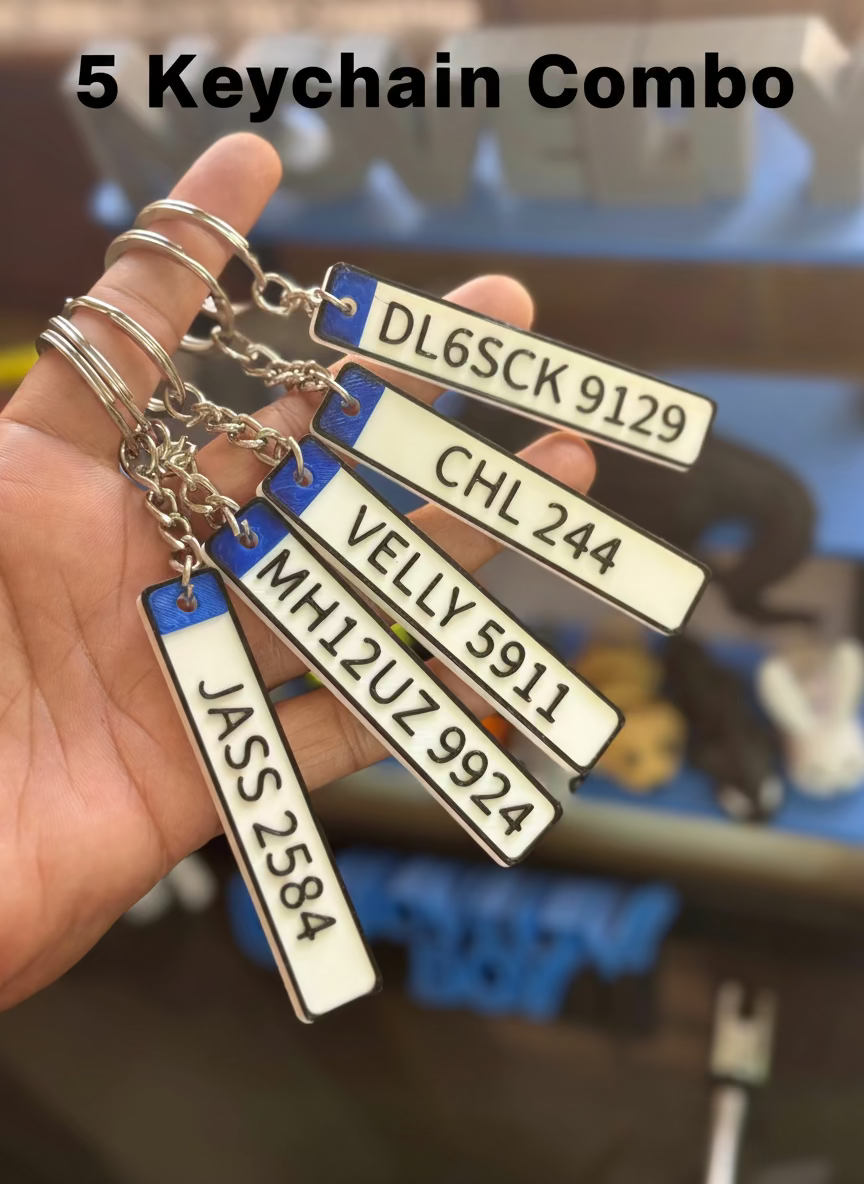 5 Keychain Combo
DL6SCK 9129
CHL 244
VELLY 5911
MH12UZ 9924
JASS 2584